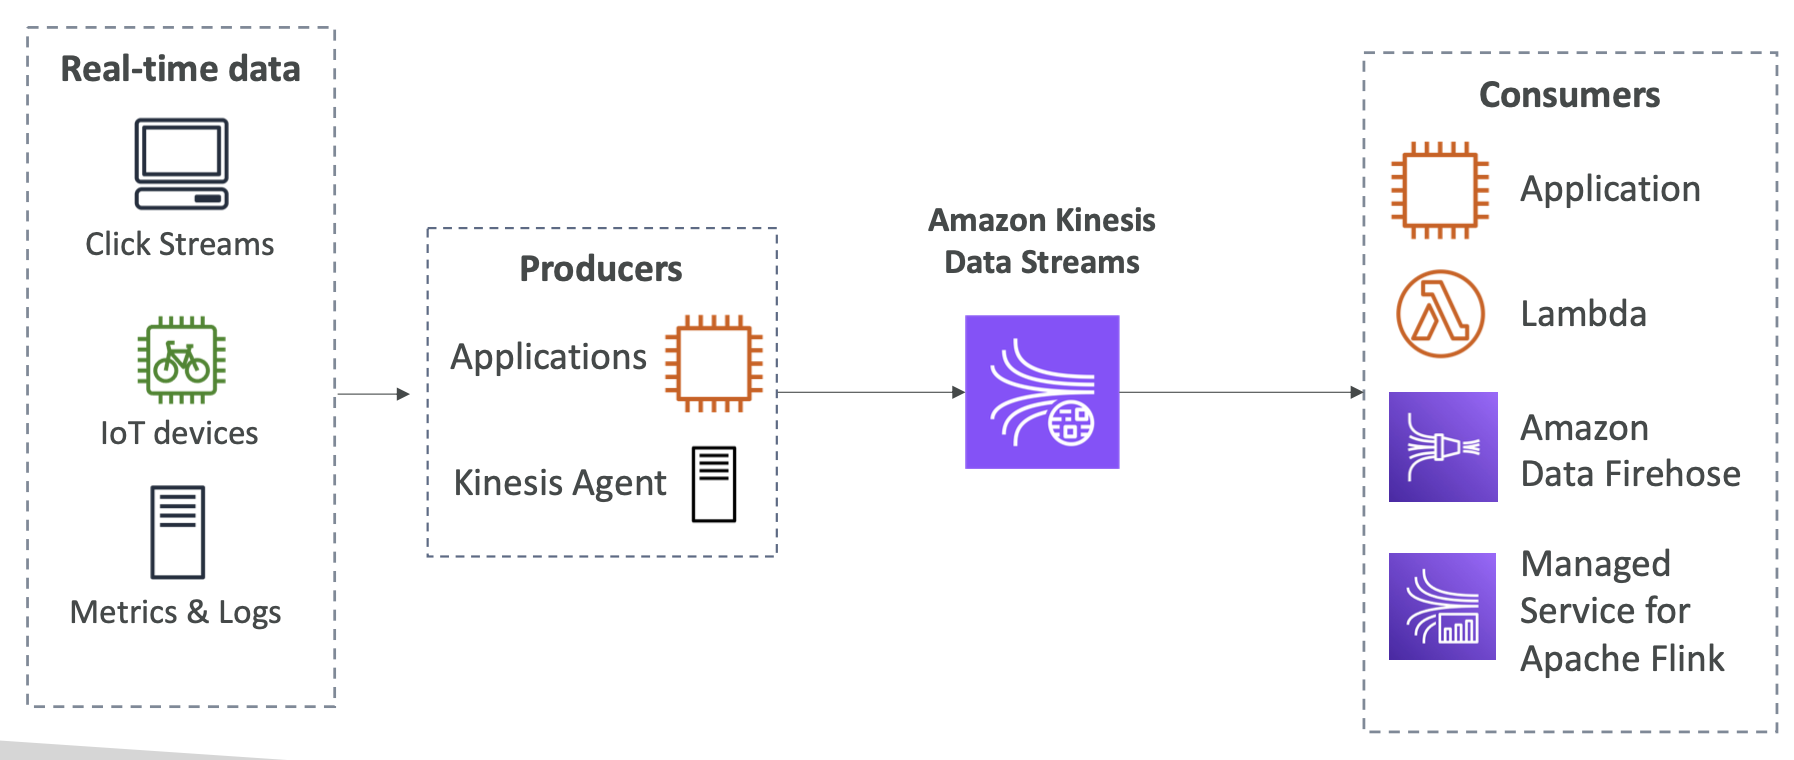 Real-time data
Click Streams
IoT devices
Metrics & Logs
Producers
Applications
Kinesis Agent
Amazon Kinesis
Data Streams
Consumers
Application
Lambda
Amazon
Data Firehose
Managed
Service for
Apache Flink